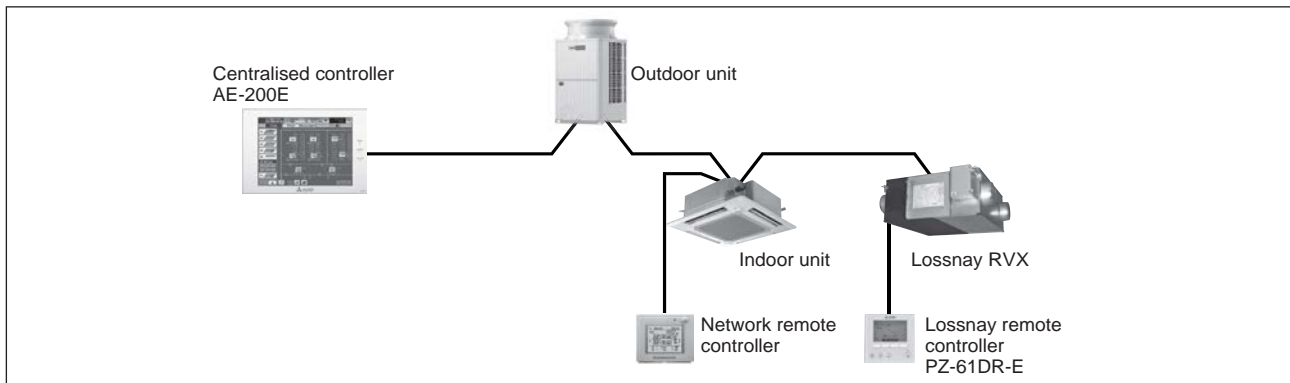 Centralised controller
AE-200E
Outdoor unit
Indoor unit
Lossnay RVX
Network remote
controller
Lossnay remote
controller
PZ-61DR-E